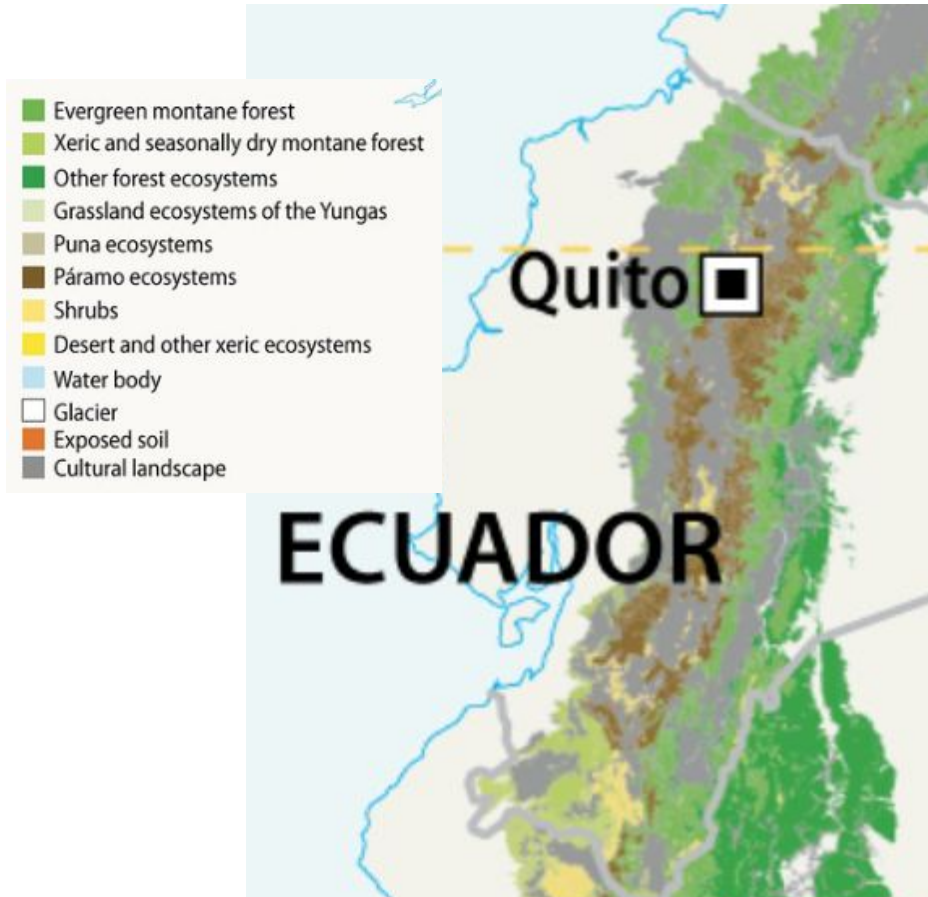 Evergreen montane forest
Xeric and seasonally dry montane forest
Other forest ecosystems
Grassland ecosystems of the Yungas
Puna ecosystems
Páramo ecosystems
Shrubs
Desert and other xeric ecosystems
Water body
Glacier
Exposed soil
Cultural landscape
Quito
ECUADOR